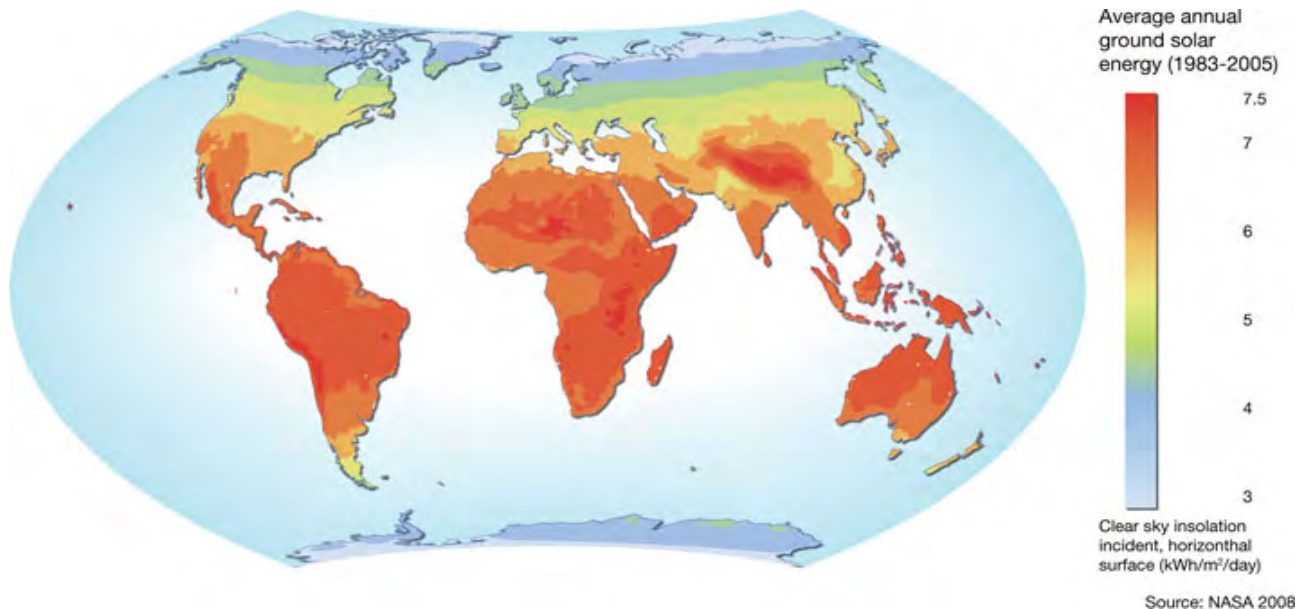 Average annual
ground solar
energy (1983-2005)
7.5
7
6
5
4
3
Clear sky insolation
incident, horizonthal
surface (kWh/m²/day)
Source: NASA 2008